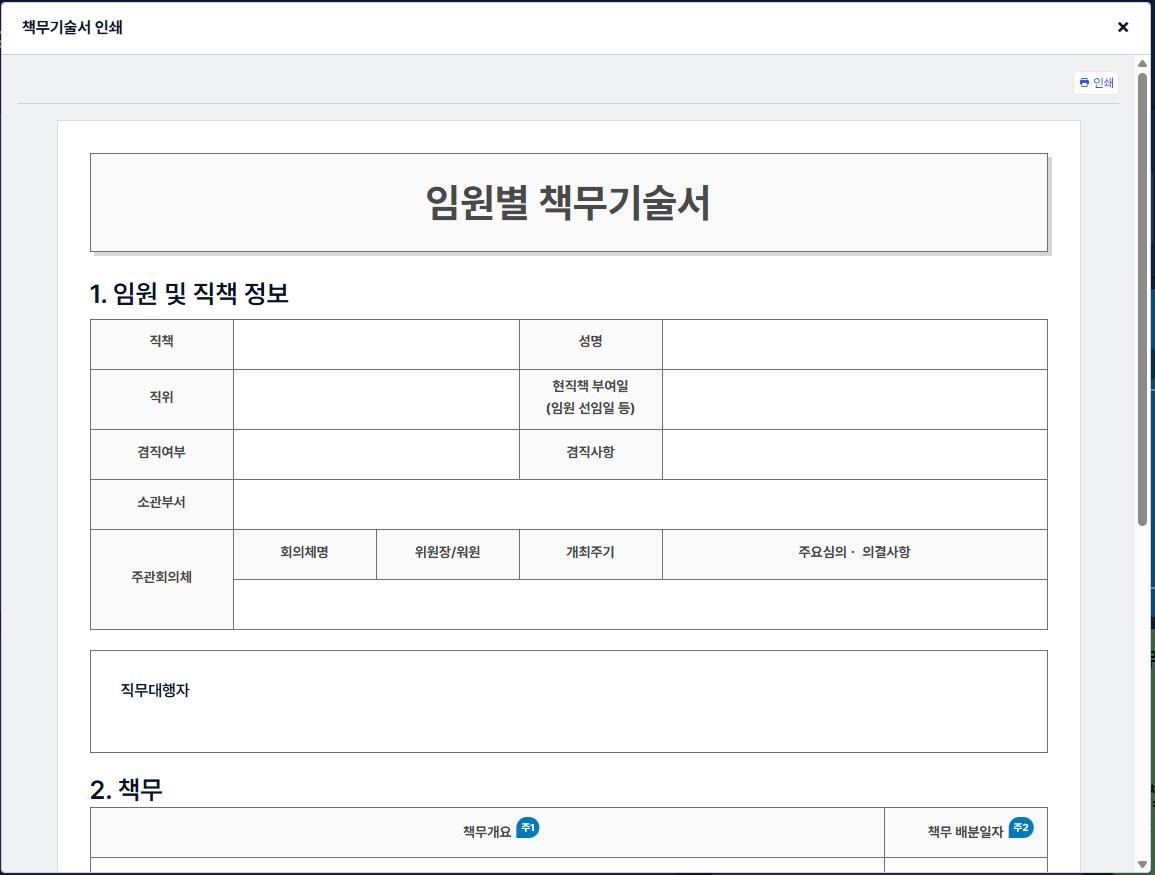 책무기술서 인쇄
인쇄
임원별 책무기술서
1. 임원 및 직책 정보
직책
성명
직위
현직책 부여일
(임원 선임일 등)
겸직여부
겸직사항
소관부서
주관회의체
회의체명
위원장/위원
개최주기
주요심의 · 의결사항
직무대행자
2. 책무
책무개요 주1
책무 배분일자 주2